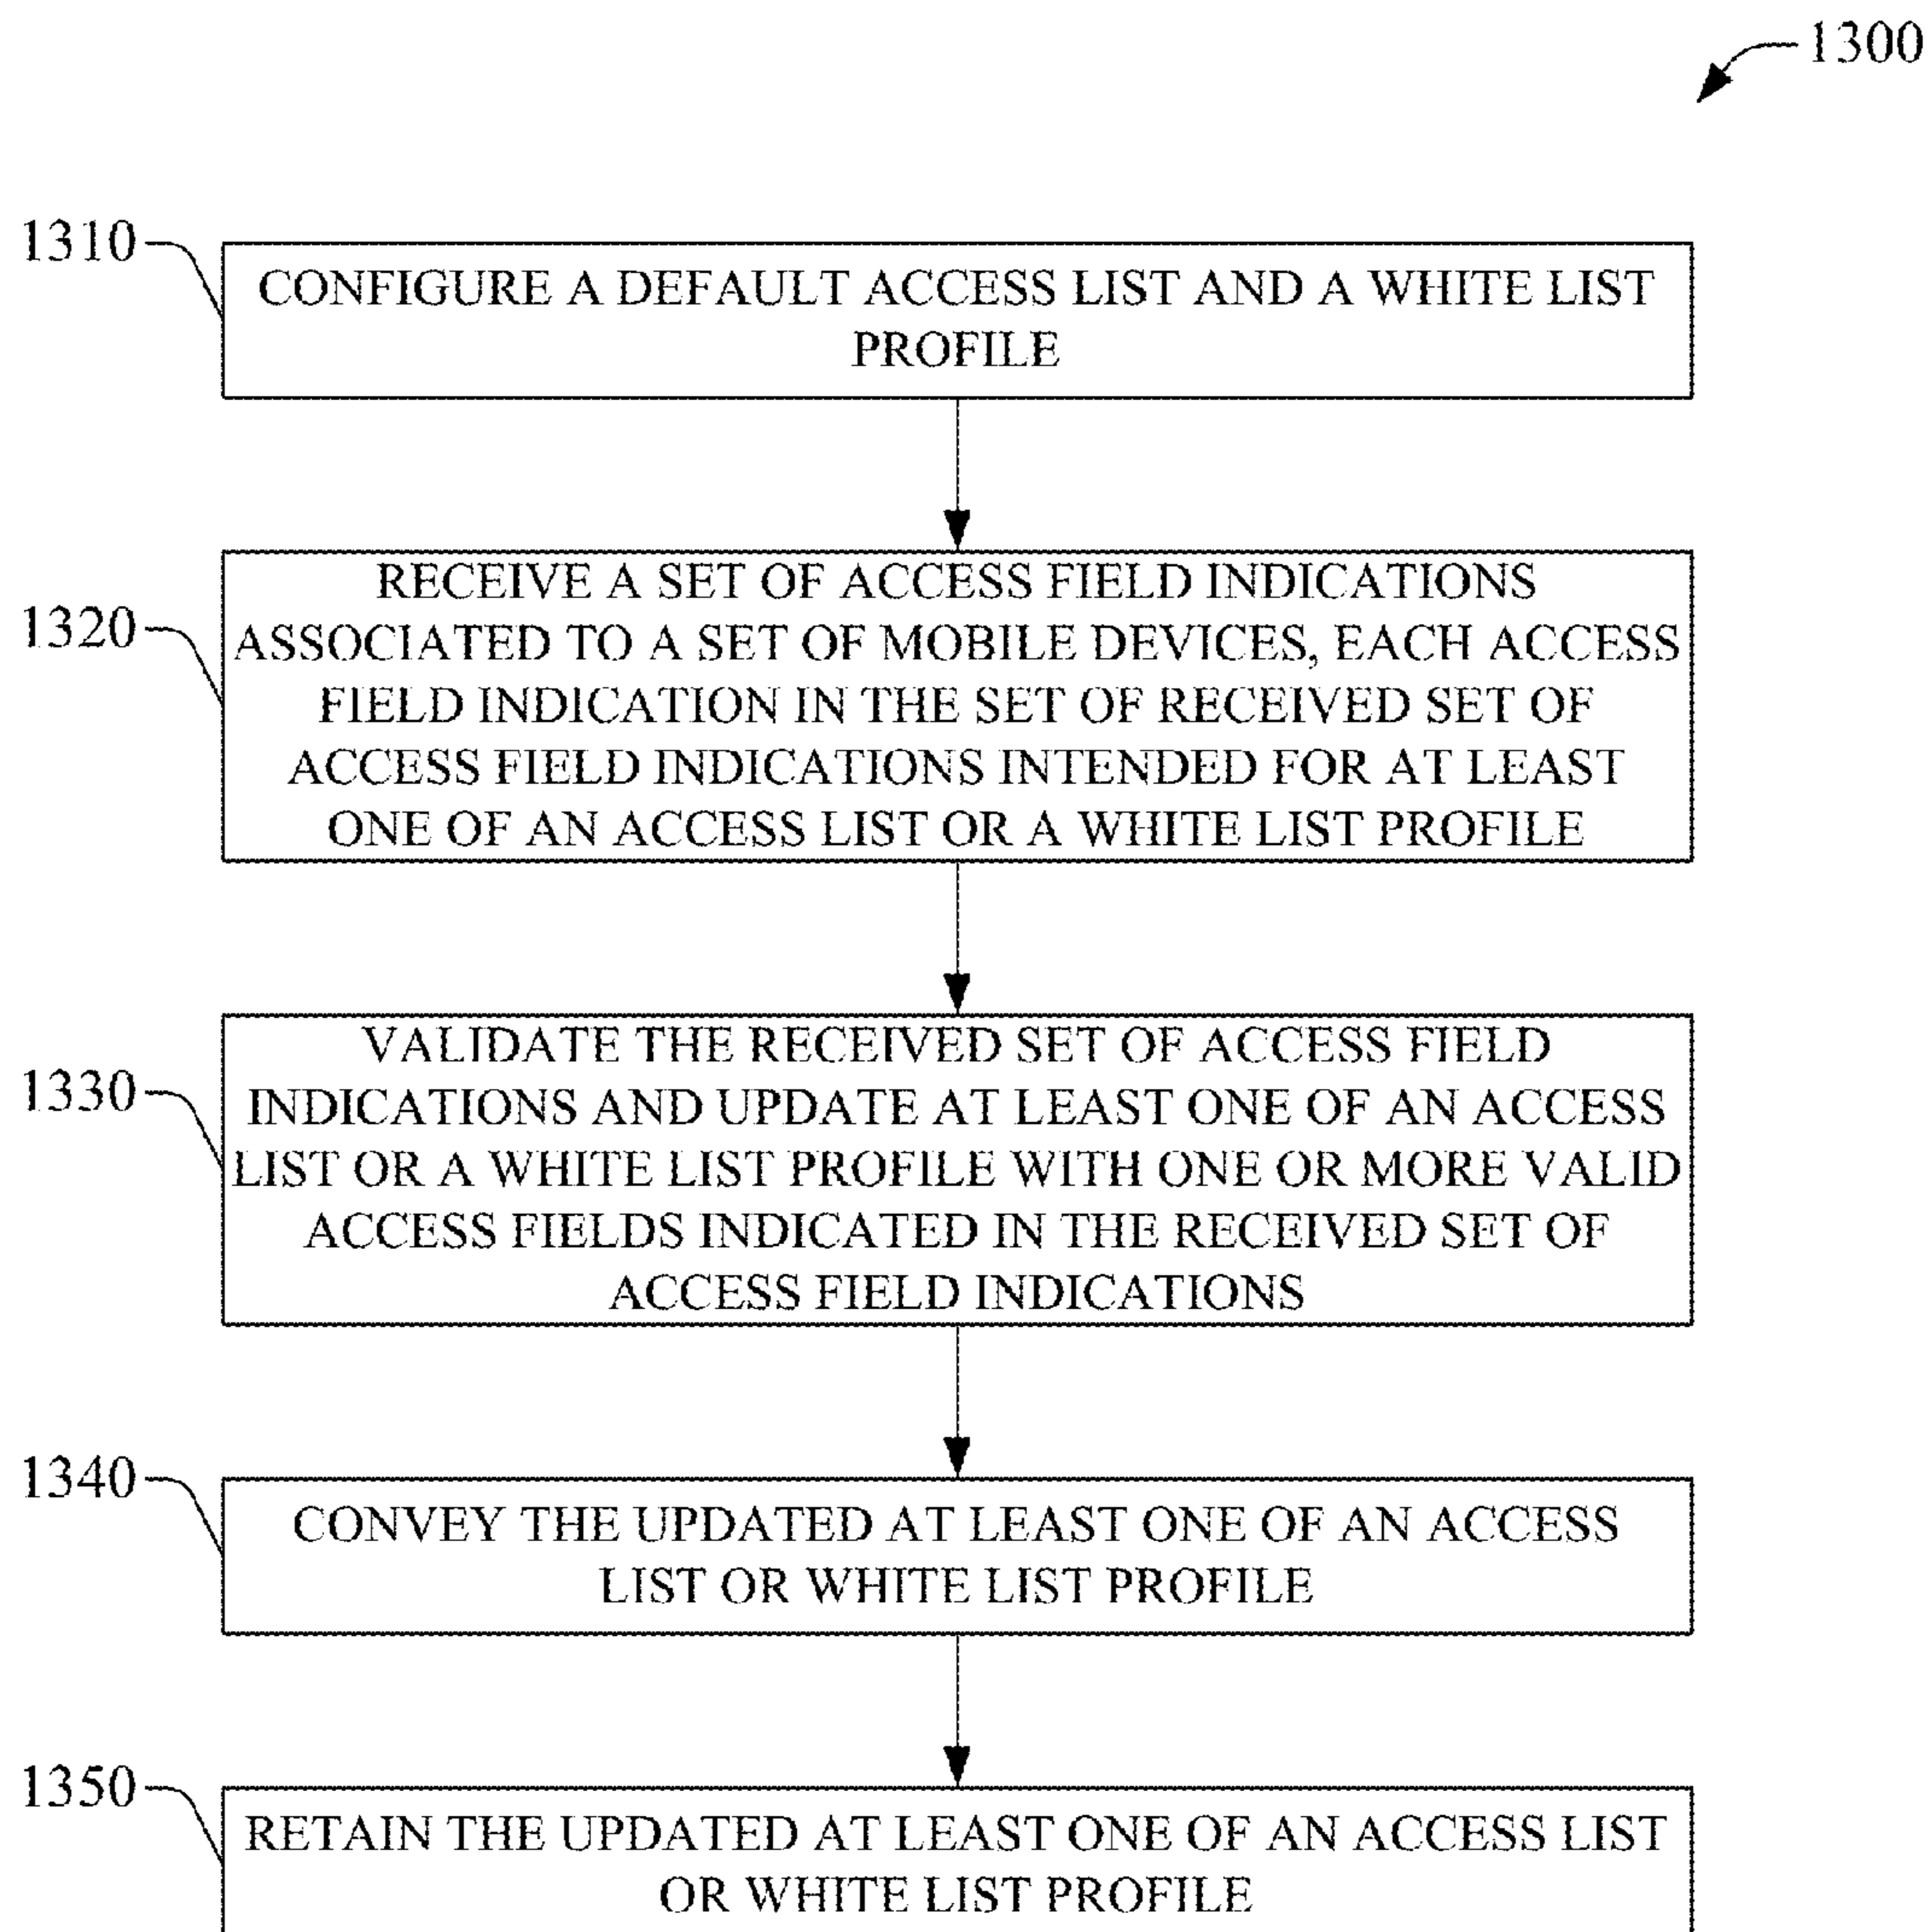 1300
1310
CONFIGURE A DEFAULT ACCESS LIST AND A WHITE LIST
PROFILE
1320
RECEIVE A SET OF ACCESS FIELD INDICATIONS
ASSOCIATED TO A SET OF MOBILE DEVICES, EACH ACCESS
FIELD INDICATION IN THE SET OF RECEIVED SET OF
ACCESS FIELD INDICATIONS INTENDED FOR AT LEAST
ONE OF AN ACCESS LIST OR A WHITE LIST PROFILE
1330
VALIDATE THE RECEIVED SET OF ACCESS FIELD
INDICATIONS AND UPDATE AT LEAST ONE OF AN ACCESS
LIST OR A WHITE LIST PROFILE WITH ONE OR MORE VALID
ACCESS FIELDS INDICATED IN THE RECEIVED SET OF
ACCESS FIELD INDICATIONS
1340
CONVEY THE UPDATED AT LEAST ONE OF AN ACCESS
LIST OR WHITE LIST PROFILE
1350
RETAIN THE UPDATED AT LEAST ONE OF AN ACCESS LIST
OR WHITE LIST PROFILE